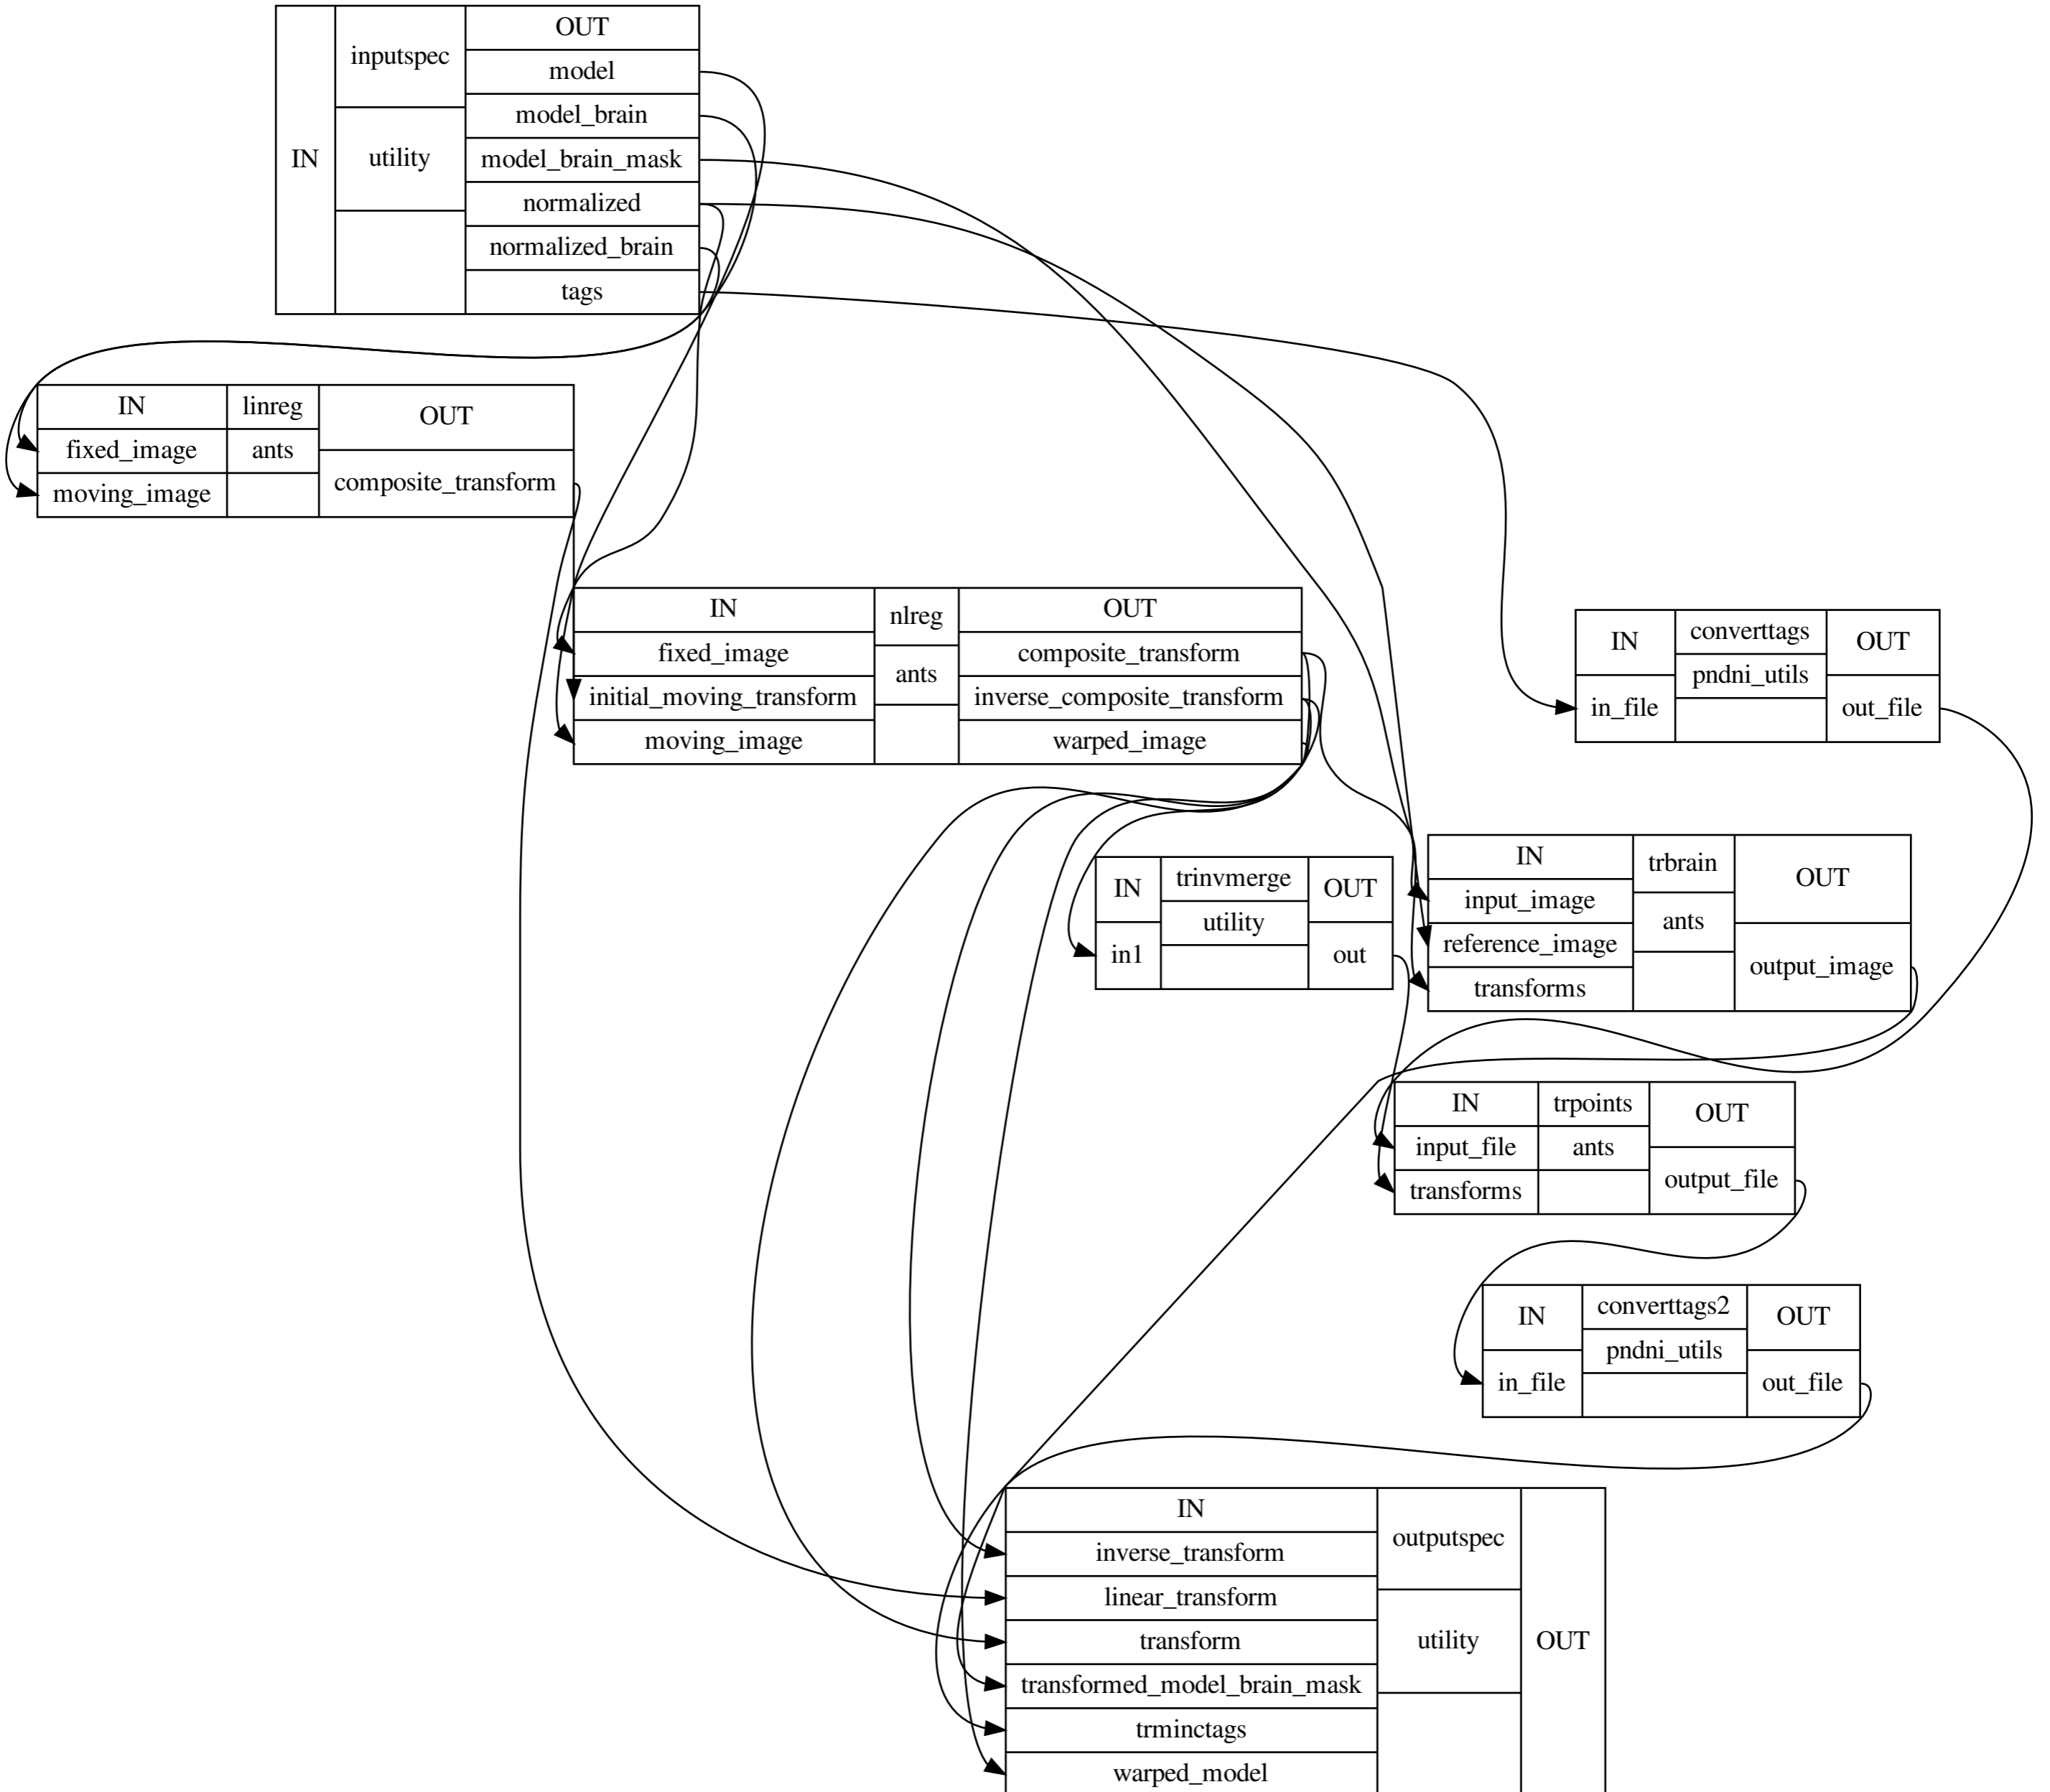 IN
inputspec
utility
OUT
model
model_brain
model_brain_mask
normalized
normalized_brain
tags
IN
fixed_image
moving_image
linreg
ants
OUT
composite_transform
IN
fixed_image
initial_moving_transform
moving_image
nlreg
ants
OUT
composite_transform
inverse_composite_transform
warped_image
IN
in_file
converttags
pndni_utils
OUT
out_file
IN
in1
trinvmerge
utility
OUT
out
IN
input_image
reference_image
transforms
trbrain
ants
OUT
output_image
IN
input_file
transforms
trpoints
ants
OUT
output_file
IN
in_file
converttags2
pndni_utils
OUT
out_file
IN
inverse_transform
linear_transform
transform
transformed_model_brain_mask
trminctags
warped_model
outputspec
utility
OUT